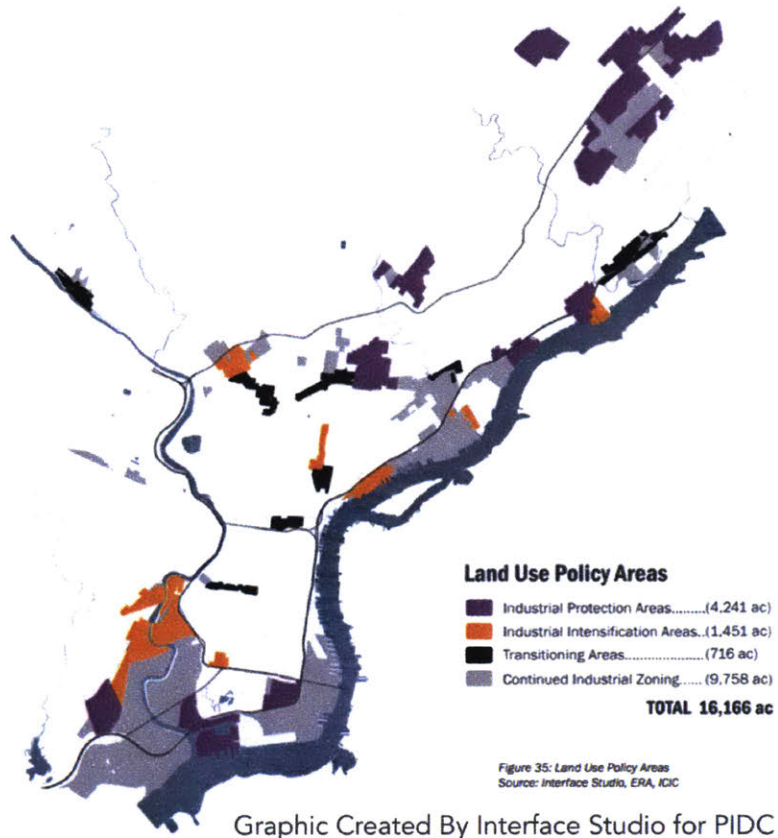 Land Use Policy Areas
Industrial Protection Areas.........(4,241 ac)
Industrial Intensification Areas..(1,451 ac)
Transitioning Areas.......................(716 ac)
Continued Industrial Zoning......(9,758 ac)
TOTAL 16,166 ac
Figure 35: Land Use Policy Areas
Source: Interface Studio, ERA, ICIC
Graphic Created By Interface Studio for PIDC